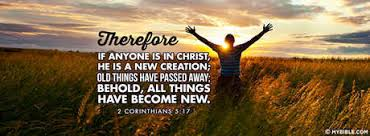 Therefore
IF ANYONE IS IN CHRIST,
HE IS A NEW CREATION;
OLD THINGS HAVE PASSED AWAY;
BEHOLD, ALL THINGS
HAVE BECOME NEW.
2 CORINTHIANS 5:17
MYBIBLE.COM